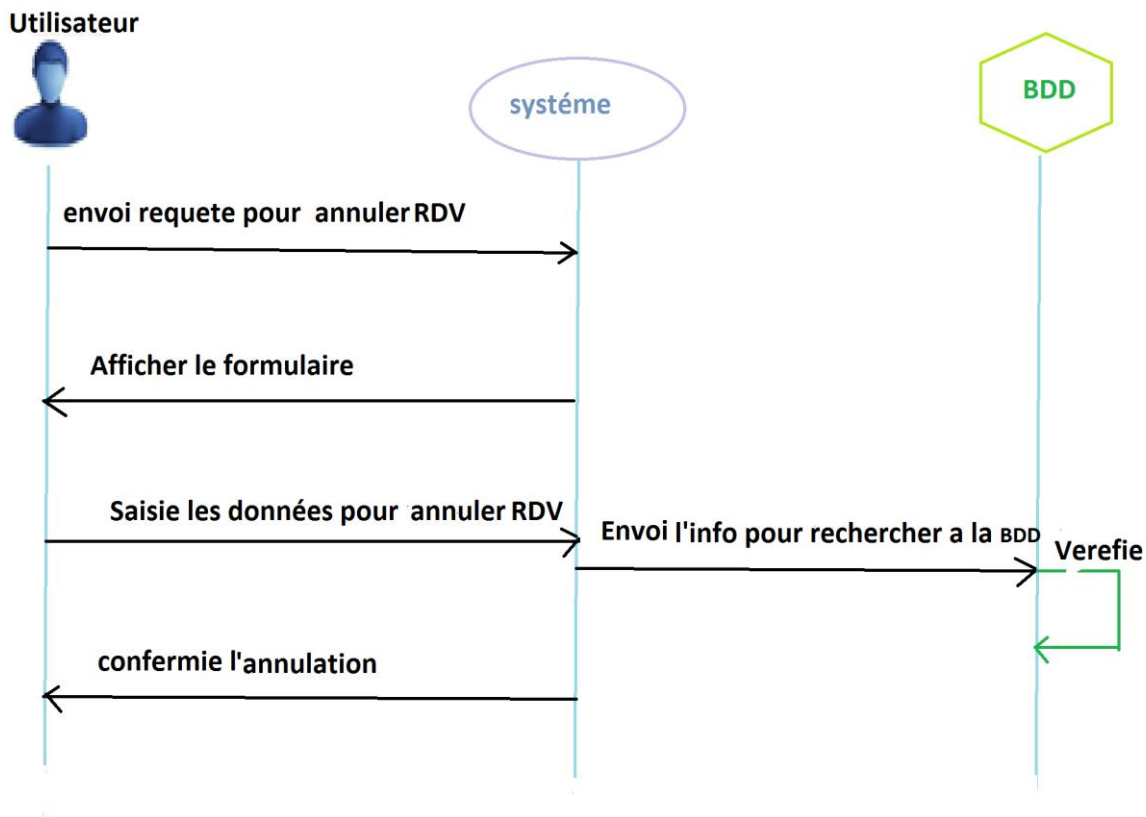 Utilisateur
systéme
BDD
envoi requete pour annuler RDV
Afficher le formulaire
Saisie les données pour annuler RDV
Envoi l'info pour rechercher a la BDD
Verefie
confermie l'annulation